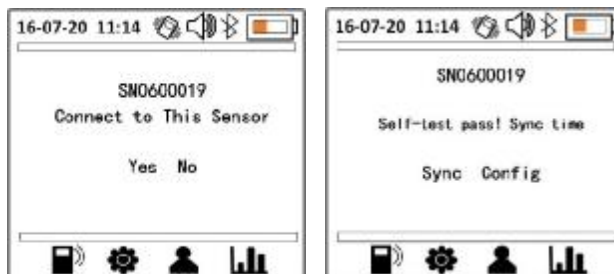 16-07-20 11:14
SN0600019
Connect to This Sensor
Yes No
16-07-20 11:14
SN0600019
Self-test pass! Sync time
Sync Config